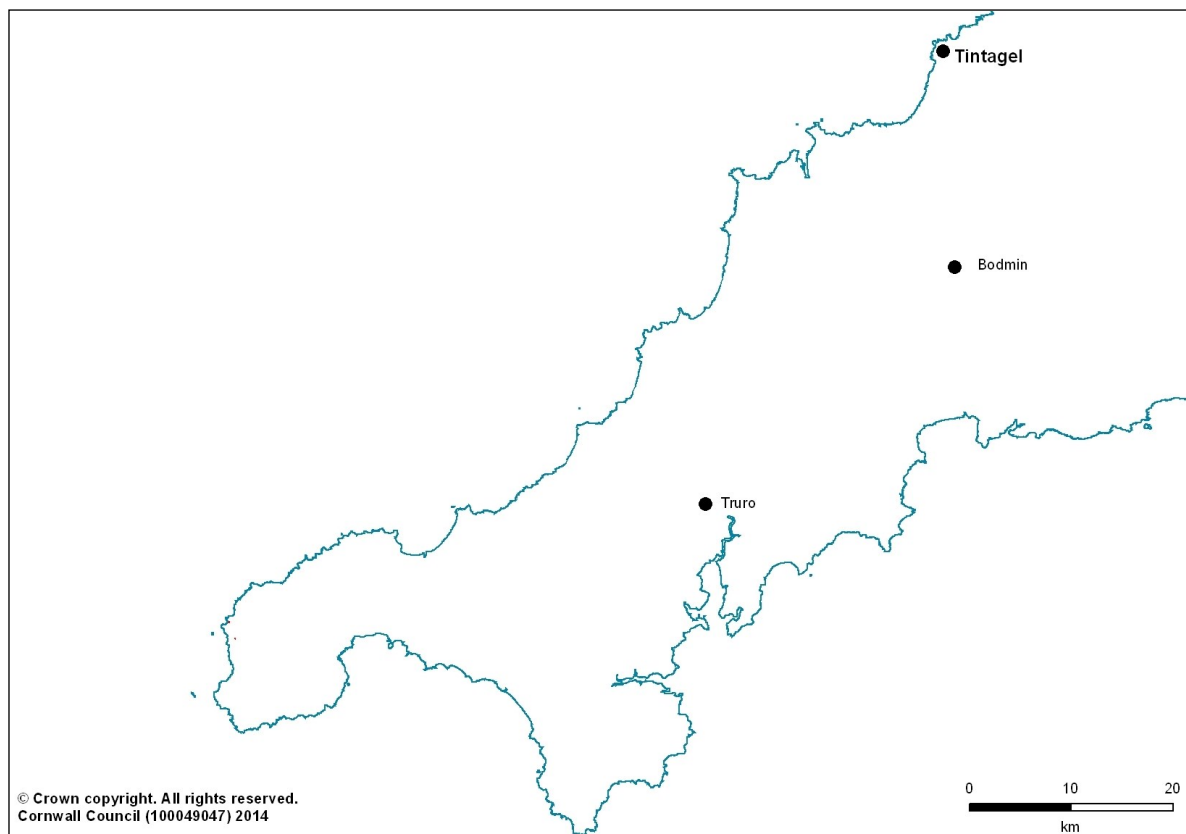 Tintagel
Bodmin
Truro
© Crown copyright. All rights reserved.
Cornwall Council (100049047) 2014
0 10 20
km